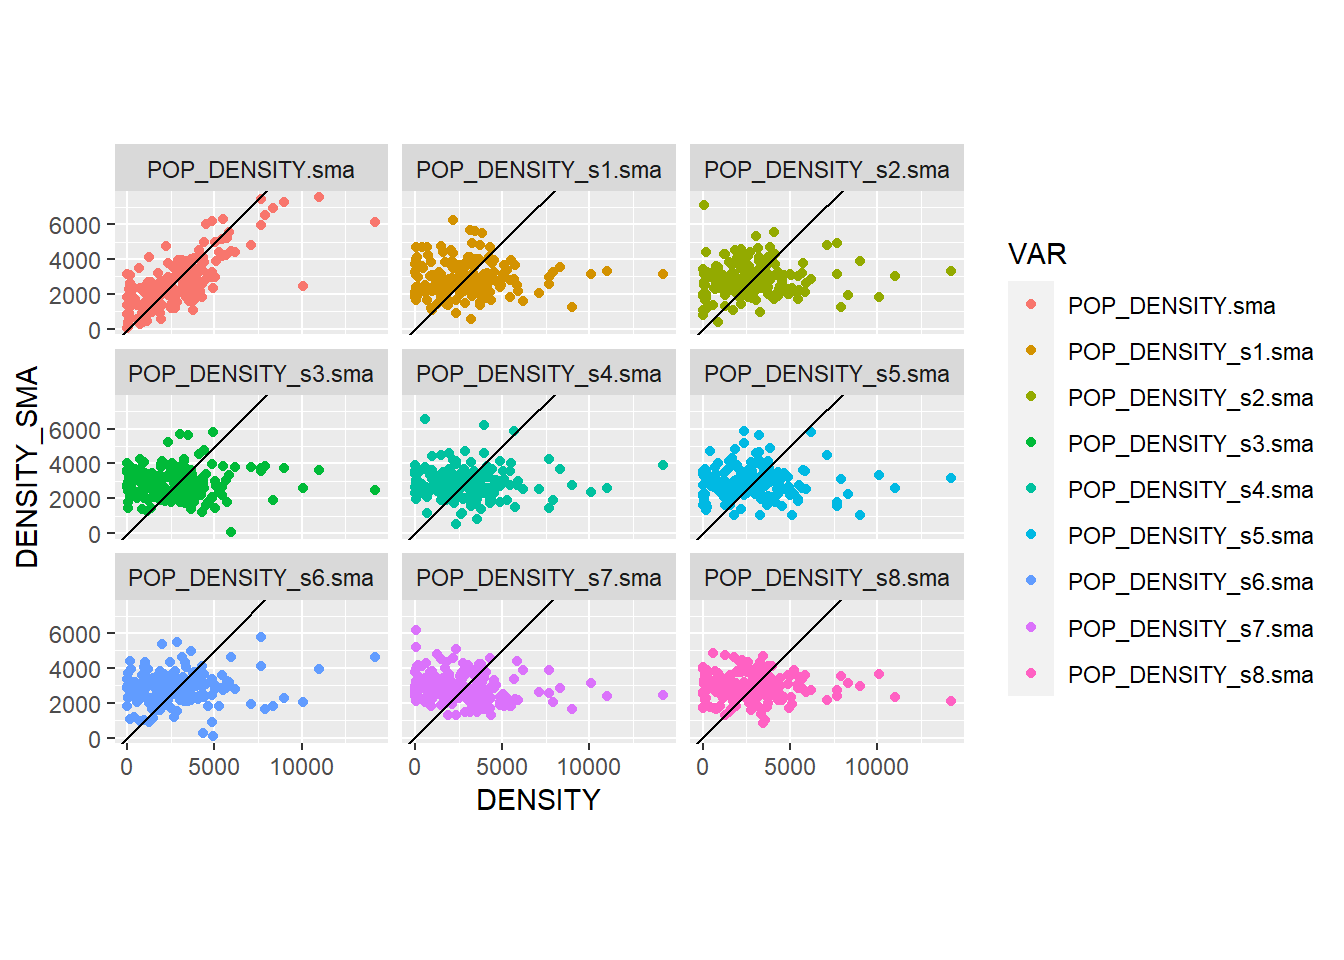 POP_DENSITY.sma POP_DENSITY_s1.sma POP_DENSITY_s2.sma
6000
4000
2000
0
POP_DENSITY_s3.sma POP_DENSITY_s4.sma POP_DENSITY_s5.sma
6000
4000
2000
0
POP_DENSITY_s6.sma POP_DENSITY_s7.sma POP_DENSITY_s8.sma
6000
4000
2000
0
0 5000 10000 0 5000 10000 0 5000 10000
DENSITY
DENSITY_SMA
VAR
POP_DENSITY.sma
POP_DENSITY_s1.sma
POP_DENSITY_s2.sma
POP_DENSITY_s3.sma
POP_DENSITY_s4.sma
POP_DENSITY_s5.sma
POP_DENSITY_s6.sma
POP_DENSITY_s7.sma
POP_DENSITY_s8.sma